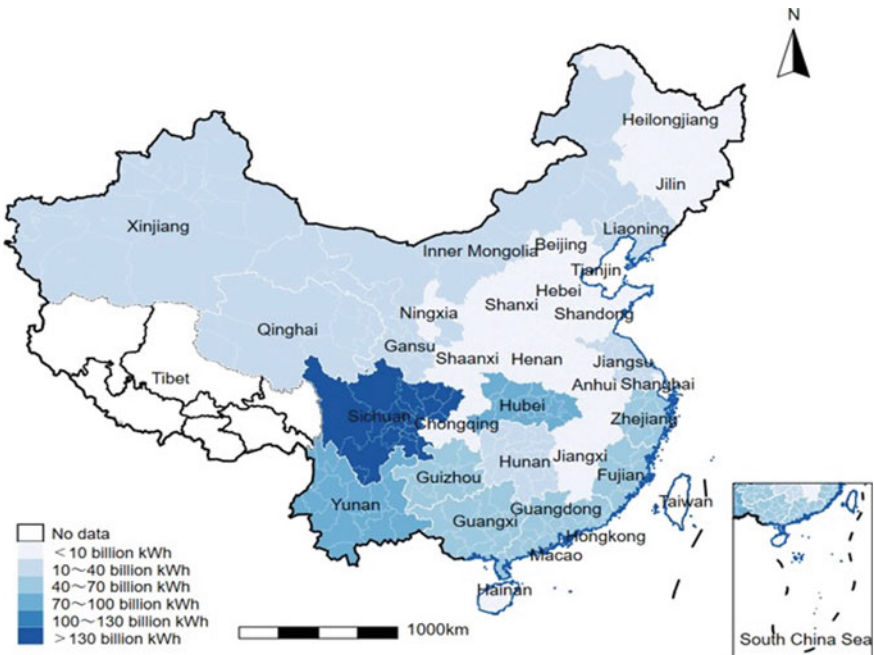 N
Heilongjiang
Jilin
Xinjiang
Liaoning
Inner Mongolia
Beijing
Tianjin
Hebei
Shanxi
Ningxia
Shandong
Qinghai
Gansu
Shaanxi
Henan
Jiangsu
Tibet
Anhui
Shanghai
Hubei
Sichuan
Chongqing
Zhejiang
Hunan
Jiangxi
Guizhou
Fujian
Yunan
Taiwan
Guangdong
Guangxi
Hongkong
Macao
Hainan
No data
<10 billion kWh
10~40 billion kWh
40~70 billion kWh
70~100 billion kWh
100~130 billion kWh
>130 billion kWh
1000km
South China Sea